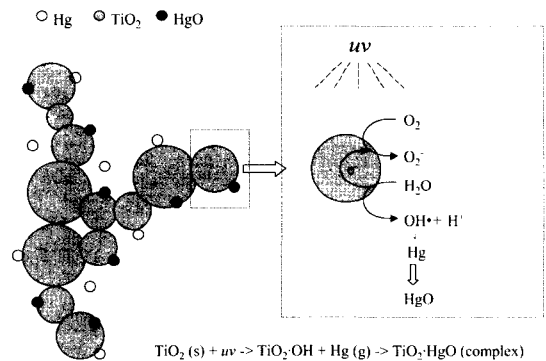 Hg TiO₂ HgO
uv
O₂
O₂⁻
H₂O
OH• + H⁺
Hg
HgO
TiO₂ (s) + uv -> TiO₂·OH + Hg (g) -> TiO₂·HgO (complex)